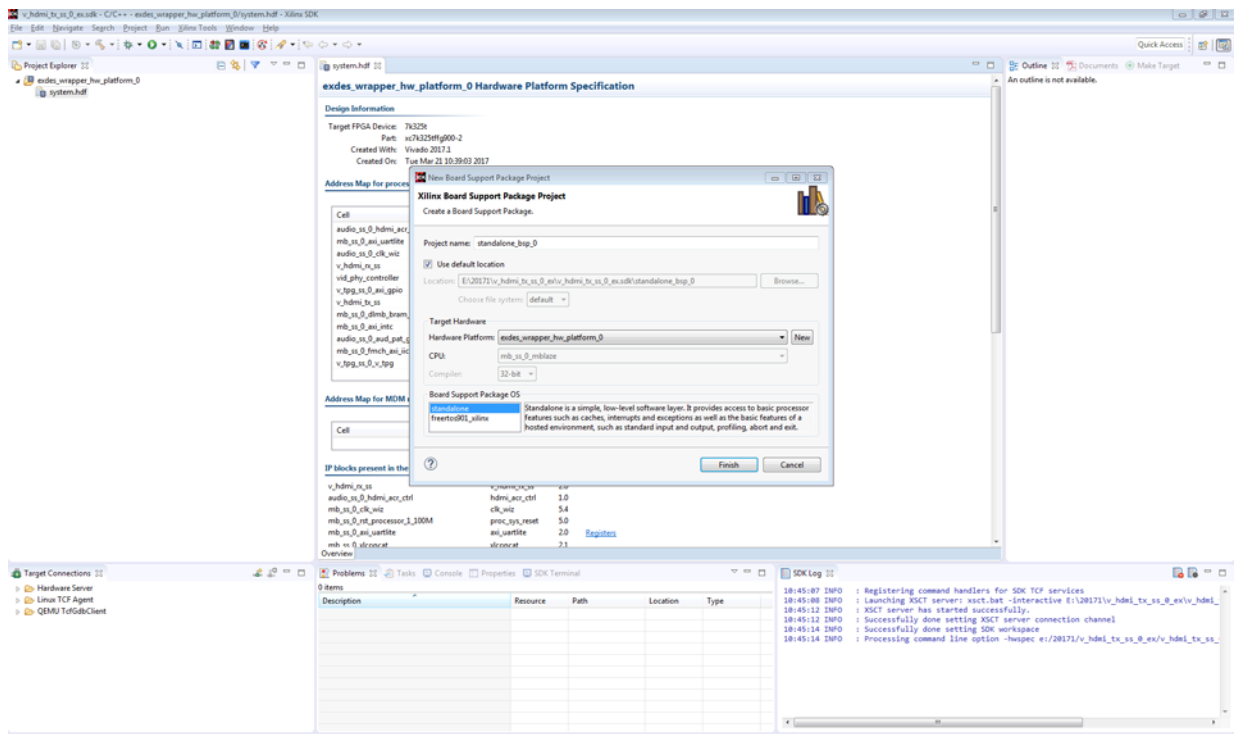 v_hdmi_tx_ss_0_ex.sdk - C/C++ - exdes_wrapper_hw_platform_0/system.hdf - Xilinx SDK
File Edit Navigate Search Project Run Xilinx Tools Window Help
Quick Access
Project Explorer
exdes_wrapper_hw_platform_0
system.hdf
system.hdf
exdes_wrapper_hw_platform_0 Hardware Platform Specification
Design Information
Target FPGA Device: 7k325t
Part: xc7k325tffg900-2
Created With: Vivado 2017.1
Created On: Tue Mar 21 10:39:03 2017
Address Map for proces
Cell
audio_ss_0_hdmi_acr_
mb_ss_0_axi_uartlite
audio_ss_0_clk_wiz
v_hdmi_rx_ss
vid_phy_controller
v_tpg_ss_0_axi_gpio
v_hdmi_tx_ss
mb_ss_0_dlmb_bram_
mb_ss_0_axi_intc
audio_ss_0_aud_pat_g
mb_ss_0_fmch_axi_iic
v_tpg_ss_0_v_tpg
Address Map for MDM
Cell
IP blocks present in the
v_hdmi_rx_ss v_hdmi_rx_ss 2.0
audio_ss_0_hdmi_acr_ctrl hdmi_acr_ctrl 1.0
mb_ss_0_clk_wiz clk_wiz 5.4
mb_ss_0_rst_processor_1_100M proc_sys_reset 5.0
mb_ss_0_axi_uartlite axi_uartlite 2.0 Registers
mb_ss_0_xlconcat xlconcat 2.1
Overview
New Board Support Package Project
Xilinx Board Support Package Project
Create a Board Support Package.
Project name: standalone_bsp_0
Use default location
Location: E:\20171\v_hdmi_tx_ss_0_ex\v_hdmi_tx_ss_0_ex.sdk\standalone_bsp_0 Browse...
Choose file system: default
Target Hardware
Hardware Platform: exdes_wrapper_hw_platform_0 New
CPU: mb_ss_0_mblaze
Compiler: 32-bit
Board Support Package OS
standalone
freertos901_xilinx
Standalone is a simple, low-level software layer. It provides access to basic processor
features such as caches, interrupts and exceptions as well as the basic features of a
hosted environment, such as standard input and output, profiling, abort and exit.
Finish Cancel
Outline Documents Make Target
An outline is not available.
Target Connections
Hardware Server
Linux TCF Agent
QEMU TcfGdbClient
Problems Tasks Console Properties SDK Terminal
0 items
Description Resource Path Location Type
SDK Log
10:45:07 INFO : Registering command handlers for SDK TCF services
10:45:08 INFO : Launching XSCT server: xsct.bat -interactive E:\20171\v_hdmi_tx_ss_0_ex\v_hdmi_
10:45:12 INFO : XSCT server has started successfully.
10:45:12 INFO : Successfully done setting XSCT server connection channel
10:45:14 INFO : Successfully done setting SDK workspace
10:45:14 INFO : Processing command line option -hwspec e:/20171/v_hdmi_tx_ss_0_ex/v_hdmi_tx_ss_